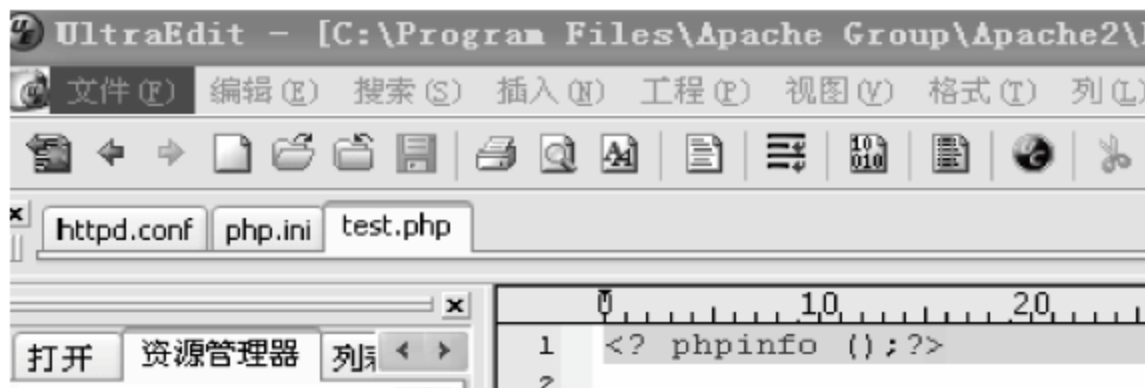 UltraEdit - [C:\Program Files\Apache Group\Apache2\
文件(F) 编辑(E) 搜索(S) 插入(N) 工程(P) 视图(V) 格式(T) 列(L)
httpd.conf php.ini test.php
0 10 20
打开 资源管理器 列表
1 <? phpinfo ();?>
2